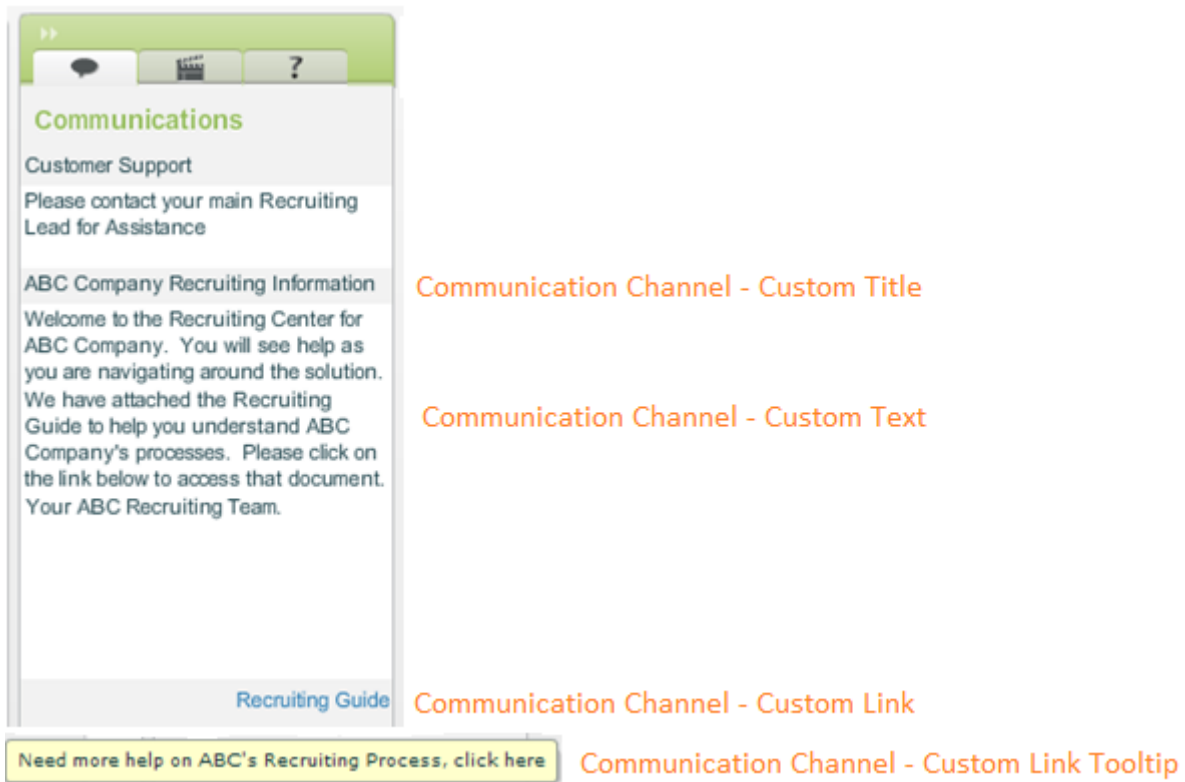 ?
Communications
Customer Support
Please contact your main Recruiting
Lead for Assistance
ABC Company Recruiting Information
Communication Channel - Custom Title
Welcome to the Recruiting Center for
ABC Company.  You will see help as
you are navigating around the solution.
We have attached the Recruiting
Guide to help you understand ABC
Company's processes.  Please click on
the link below to access that document.
Your ABC Recruiting Team.
Communication Channel - Custom Text
Recruiting Guide
Communication Channel - Custom Link
Need more help on ABC's Recruiting Process, click here
Communication Channel - Custom Link Tooltip